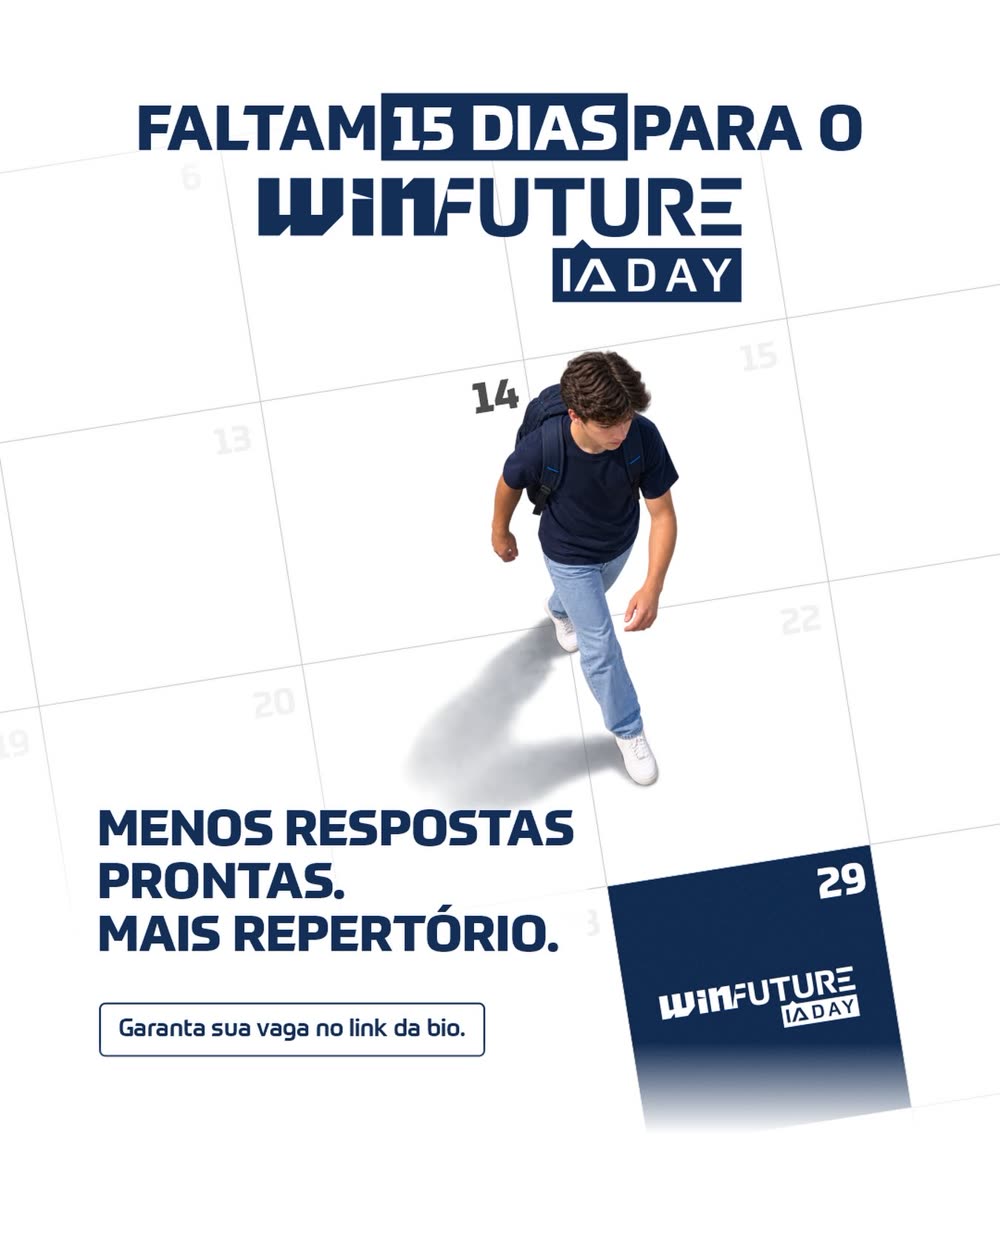 FALTAM 15 DIAS PARA O
WINFUTURE
IA DAY
6
14
15
13
22
20
19
MENOS RESPOSTAS
PRONTAS.
MAIS REPERTÓRIO.
29
WINFUTURE
IA DAY
Garanta sua vaga no link da bio.